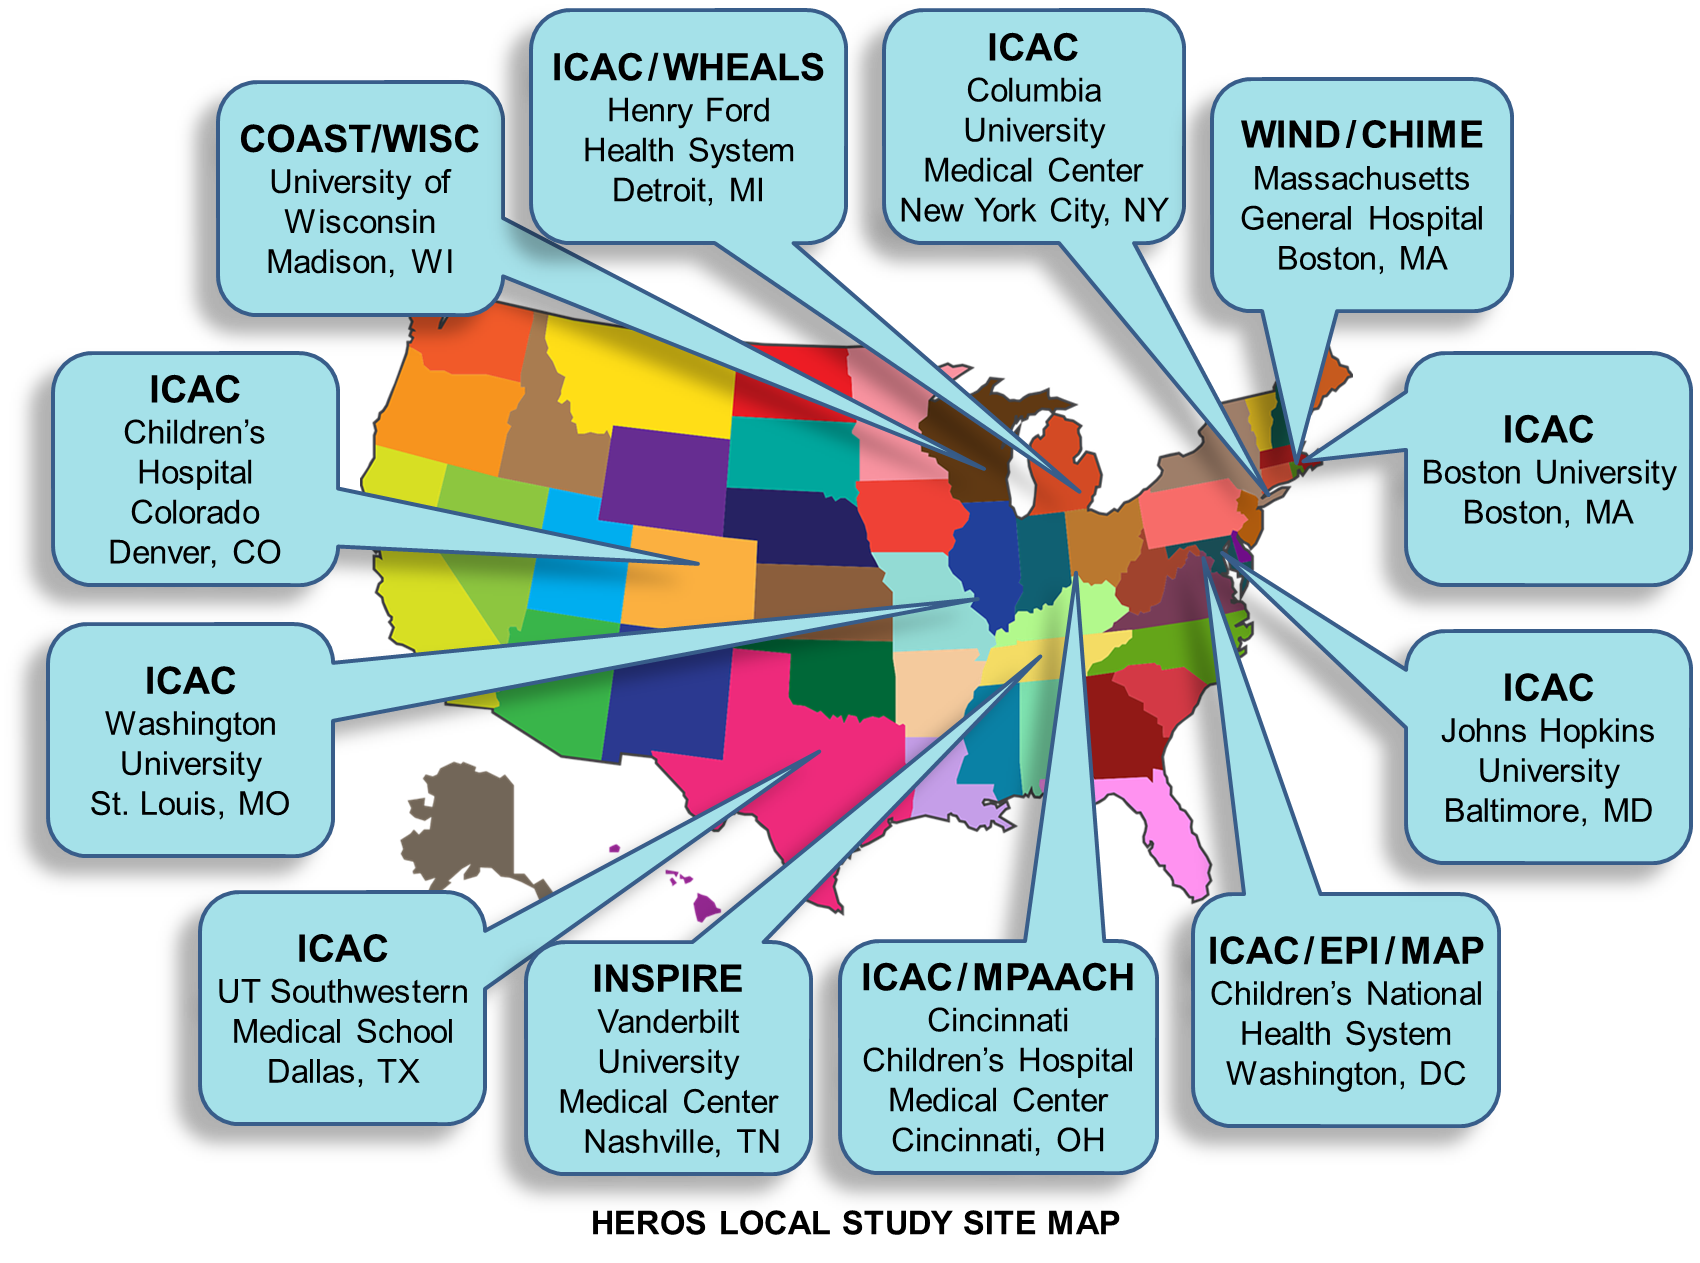 ICAC/WHEALS
Henry Ford
Health System
Detroit, MI
ICAC
Columbia
University
Medical Center
New York City, NY
COAST/WISC
University of
Wisconsin
Madison, WI
WIND/CHIME
Massachusetts
General Hospital
Boston, MA
ICAC
Children’s
Hospital
Colorado
Denver, CO
ICAC
Boston University
Boston, MA
ICAC
Washington
University
St. Louis, MO
ICAC
Johns Hopkins
University
Baltimore, MD
ICAC
UT Southwestern
Medical School
Dallas, TX
INSPIRE
Vanderbilt
University
Medical Center
Nashville, TN
ICAC/MPAACH
Cincinnati
Children’s Hospital
Medical Center
Cincinnati, OH
ICAC/EPI/MAP
Children’s National
Health System
Washington, DC
HEROS LOCAL STUDY SITE MAP